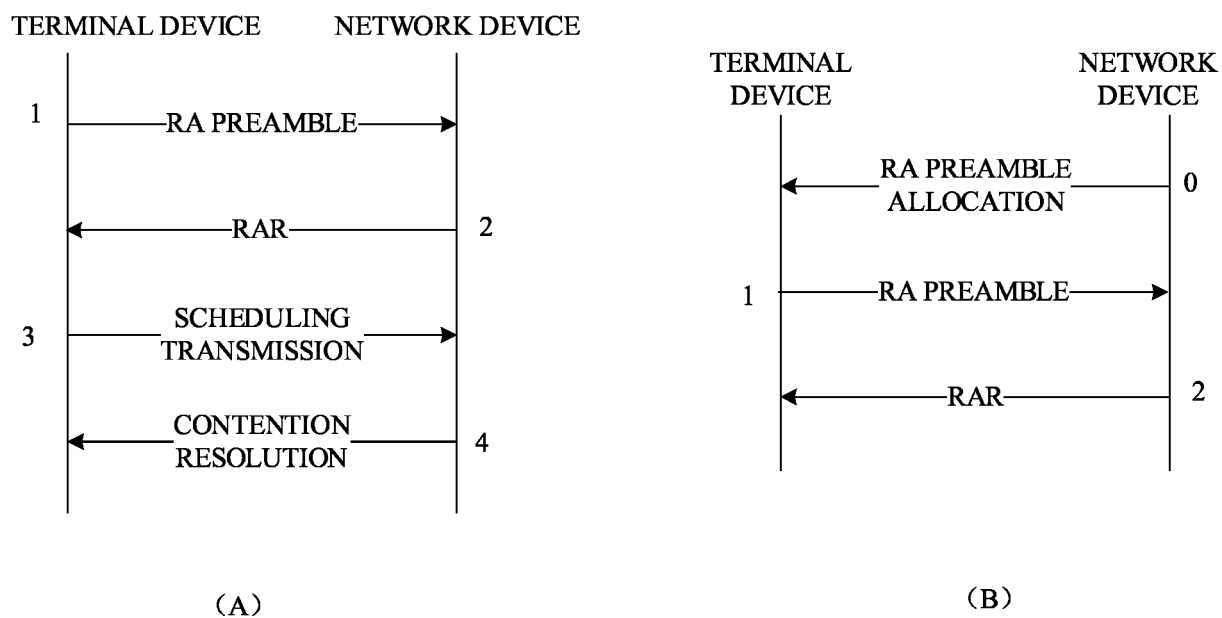 TERMINAL DEVICE
NETWORK DEVICE
1
RA PREAMBLE
RAR
2
3
SCHEDULING
TRANSMISSION
CONTENTION
RESOLUTION
4
(A)
TERMINAL
DEVICE
NETWORK
DEVICE
RA PREAMBLE
ALLOCATION
0
1
RA PREAMBLE
RAR
2
(B)